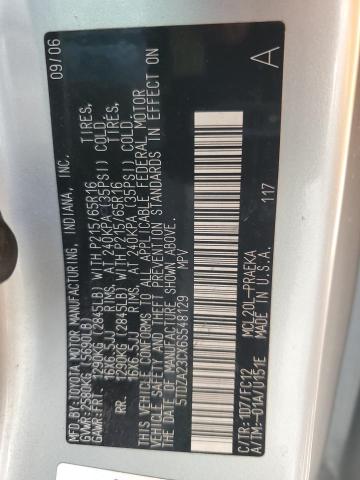 MFD.BY: TOYOTA MOTOR MANUFACTURING, INDIANA, INC. 09/06
GVWR:2580KG (5690LB)
GAWR:FR: 1290KG (2845LB) WITH P215/65R16 TIRES,
16X6.5JJ RIMS, AT 240KPA (35PSI) COLD.
RR. 1290KG (2845LB) WITH P215/65R16 TIRES,
16X6.5JJ RIMS, AT 240KPA (35PSI) COLD.
THIS VEHICLE CONFORMS TO ALL APPLICABLE FEDERAL MOTOR
VEHICLE SAFETY AND THEFT PREVENTION STANDARDS IN EFFECT ON
THE DATE OF MANUFACTURE SHOWN ABOVE.
5TDZA23CX6S548129 MPV A
117
C/TR:1D7/FC12 MCL20L-PRAEKA
A/TM:-01A/U151E MADE IN U.S.A.